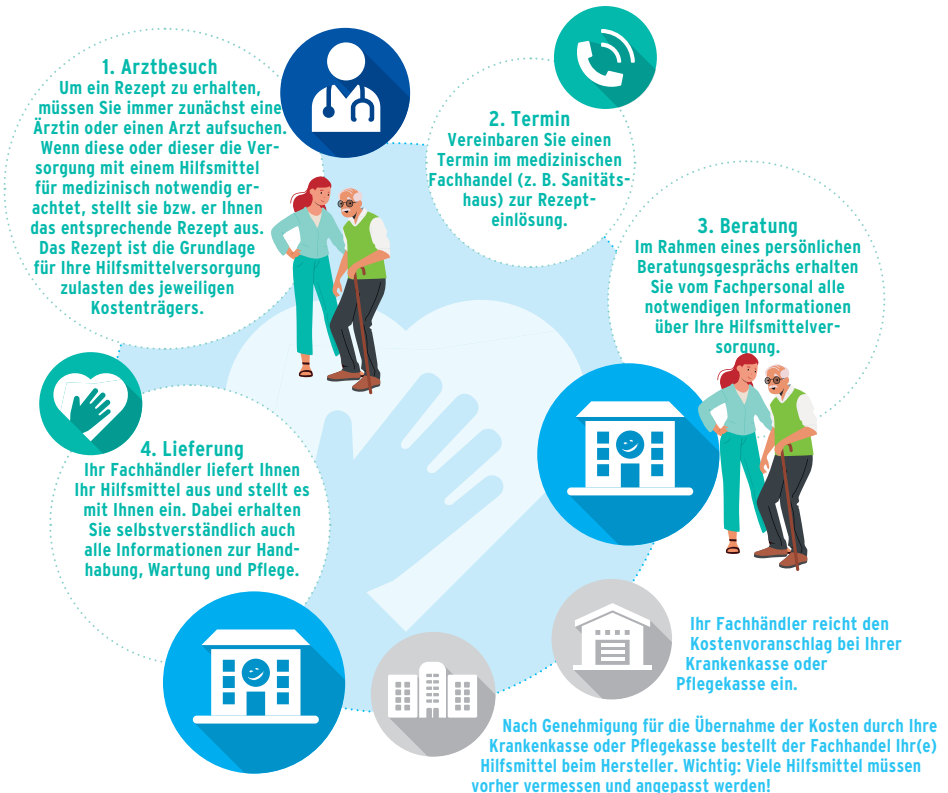 1. Arztbesuch
Um ein Rezept zu erhalten,
müssen Sie immer zunächst eine
Ärztin oder einen Arzt aufsuchen.
Wenn diese oder dieser die Ver-
sorgung mit einem Hilfsmittel
für medizinisch notwendig er-
achtet, stellt sie bzw. er Ihnen
das entsprechende Rezept aus.
Das Rezept ist die Grundlage
für Ihre Hilfsmittelversorgung
zulasten des jeweiligen
Kostenträgers.
2. Termin
Vereinbaren Sie einen
Termin im medizinischen
Fachhandel (z. B. Sanitäts-
haus) zur Rezept-
einlösung.
3. Beratung
Im Rahmen eines persönlichen
Beratungsgesprächs erhalten
Sie vom Fachpersonal alle
notwendigen Informationen
über Ihre Hilfsmittelver-
sorgung.
4. Lieferung
Ihr Fachhändler liefert Ihnen
Ihr Hilfsmittel aus und stellt es
mit Ihnen ein. Dabei erhalten
Sie selbstverständlich auch
alle Informationen zur Hand-
habung, Wartung und Pflege.
Ihr Fachhändler reicht den
Kostenvoranschlag bei Ihrer
Krankenkasse oder
Pflegekasse ein.
Nach Genehmigung für die Übernahme der Kosten durch Ihre
Krankenkasse oder Pflegekasse bestellt der Fachhandel Ihr(e)
Hilfsmittel beim Hersteller. Wichtig: Viele Hilfsmittel müssen
vorher vermessen und angepasst werden!